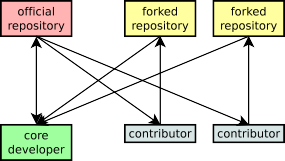 official
repository
forked
repository
forked
repository
core
developer
contributor
contributor